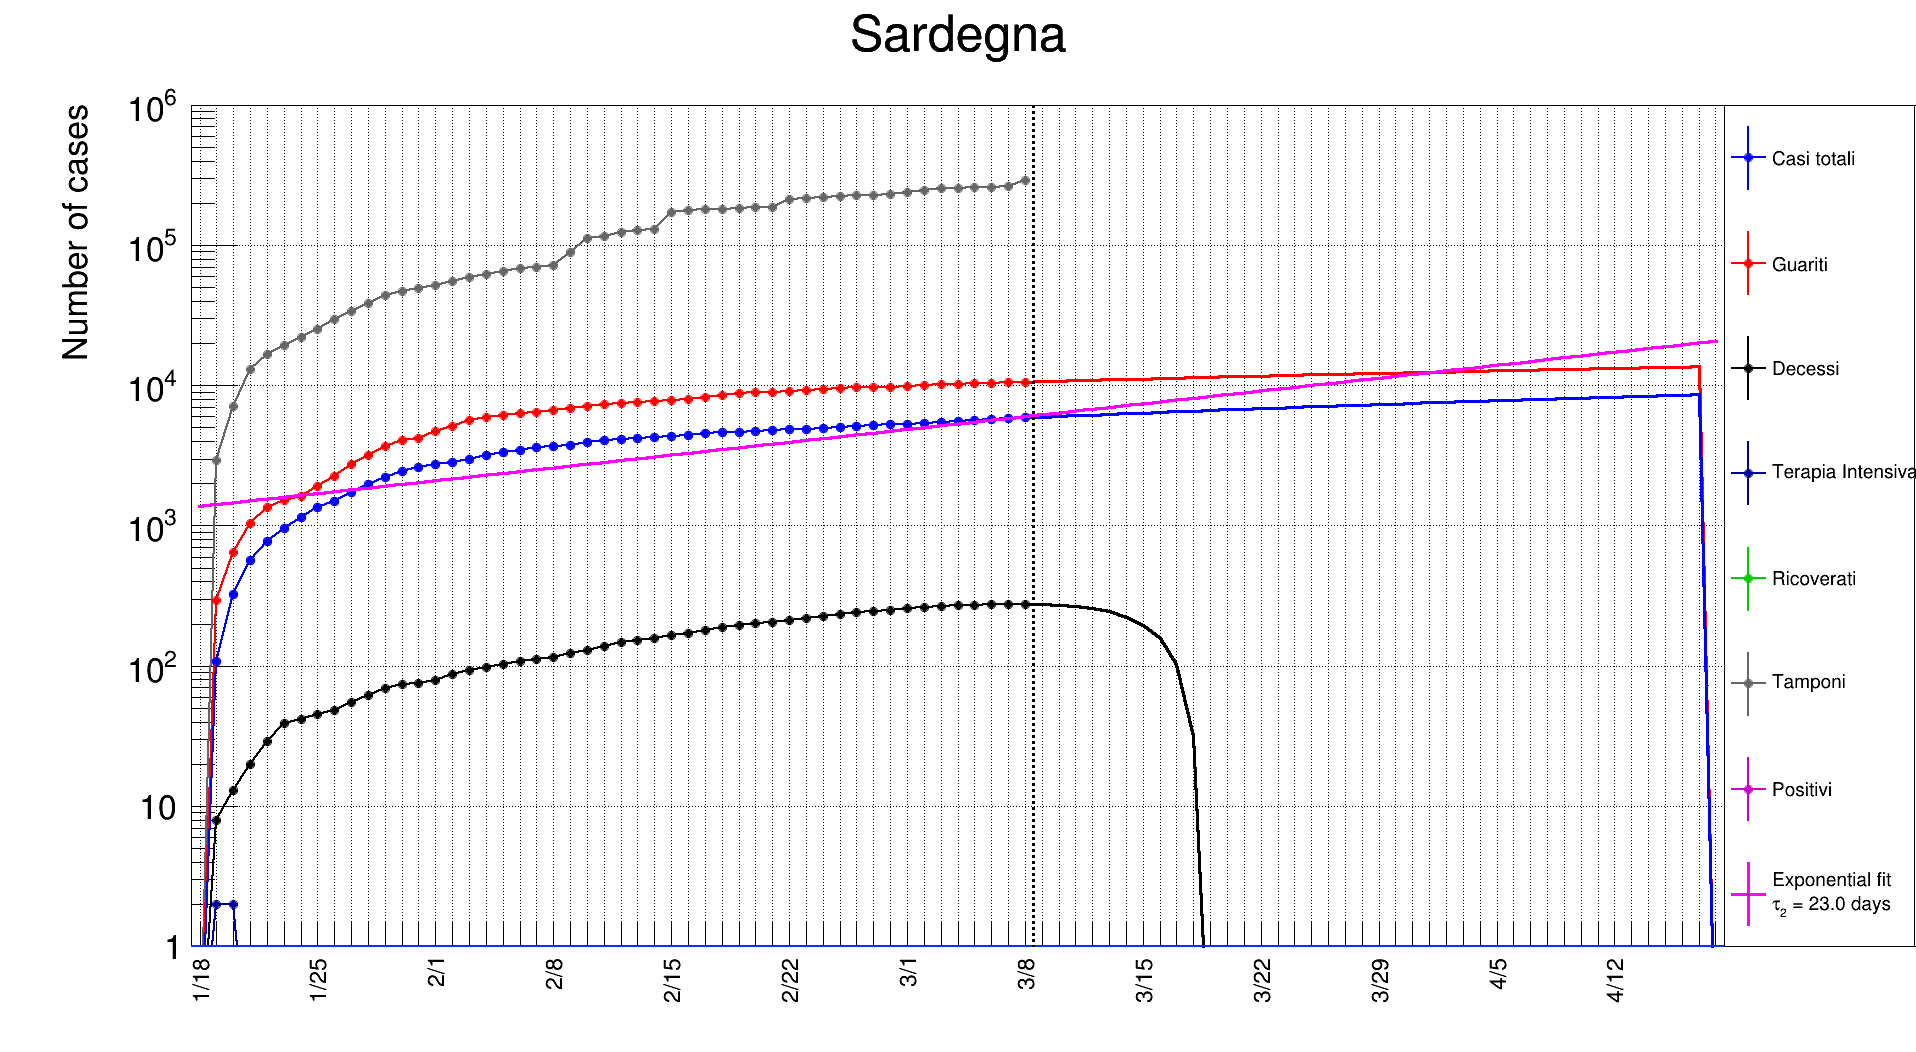 Sardegna
Number of cases
10^6
10^5
10^4
10^3
10^2
10
1
1/18 1/25 2/1 2/8 2/15 2/22 3/1 3/8 3/15 3/22 3/29 4/5 4/12
Casi totali
Guariti
Decessi
Terapia Intensiva
Ricoverati
Tamponi
Positivi
Exponential fit
τ₂ = 23.0 days